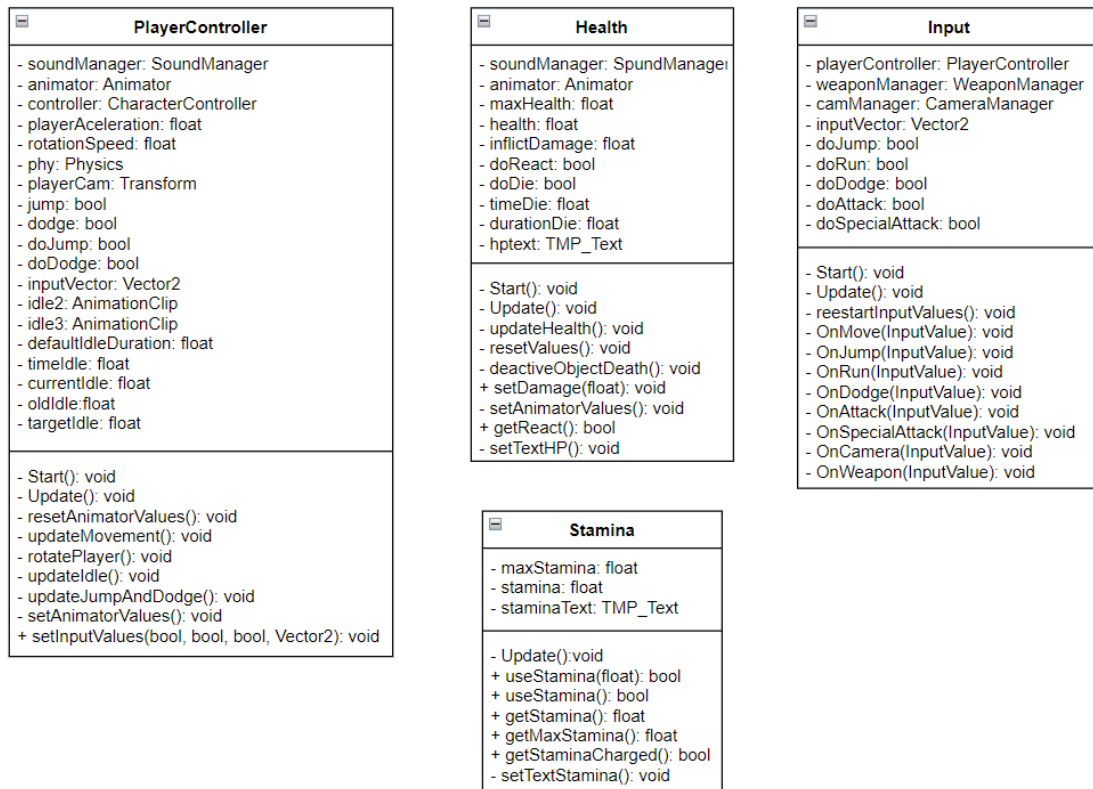 PlayerController
- soundManager: SoundManager
- animator: Animator
- controller: CharacterController
- playerAceleration: float
- rotationSpeed: float
- phy: Physics
- playerCam: Transform
- jump: bool
- dodge: bool
- doJump: bool
- doDodge: bool
- inputVector: Vector2
- idle2: AnimationClip
- idle3: AnimationClip
- defaultIdleDuration: float
- timeIdle: float
- currentIdle: float
- oldIdle:float
- targetIdle: float
- Start(): void
- Update(): void
- resetAnimatorValues(): void
- updateMovement(): void
- rotatePlayer(): void
- updateIdle(): void
- updateJumpAndDodge(): void
- setAnimatorValues(): void
+ setInputValues(bool, bool, bool, Vector2): void
Health
- soundManager: SpundManager
- animator: Animator
- maxHealth: float
- health: float
- inflictDamage: float
- doReact: bool
- doDie: bool
- timeDie: float
- durationDie: float
- hptext: TMP_Text
- Start(): void
- Update(): void
- updateHealth(): void
- resetValues(): void
- deactiveObjectDeath(): void
+ setDamage(float): void
- setAnimatorValues(): void
+ getReact(): bool
- setTextHP(): void
Input
- playerController: PlayerController
- weaponManager: WeaponManager
- camManager: CameraManager
- inputVector: Vector2
- doJump: bool
- doRun: bool
- doDodge: bool
- doAttack: bool
- doSpecialAttack: bool
- Start(): void
- Update(): void
- reestartInputValues(): void
- OnMove(InputValue): void
- OnJump(InputValue): void
- OnRun(InputValue): void
- OnDodge(InputValue): void
- OnAttack(InputValue): void
- OnSpecialAttack(InputValue): void
- OnCamera(InputValue): void
- OnWeapon(InputValue): void
Stamina
- maxStamina: float
- stamina: float
- staminaText: TMP_Text
- Update():void
+ useStamina(float): bool
+ useStamina(): bool
+ getStamina(): float
+ getMaxStamina(): float
+ getStaminaCharged(): bool
- setTextStamina(): void